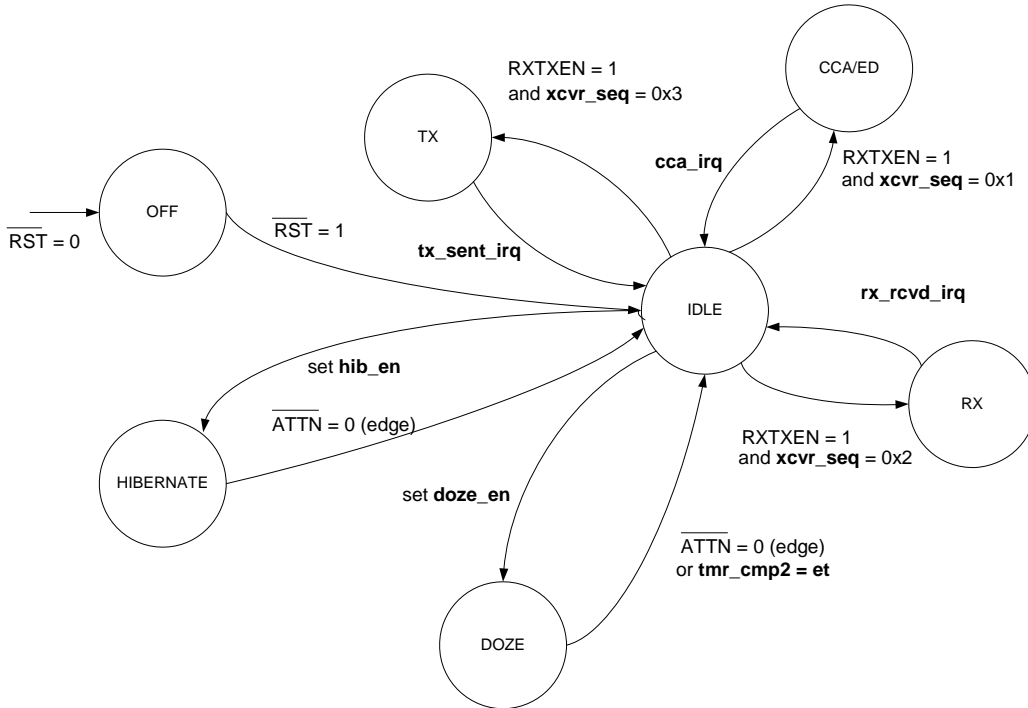 RXTXEN = 1
and xcvr_seq = 0x3
CCA/ED
TX
cca_irq
RXTXEN = 1
and xcvr_seq = 0x1
OFF
RST = 0
RST = 1
tx_sent_irq
IDLE
rx_rcvd_irq
set hib_en
RX
ATTN = 0 (edge)
RXTXEN = 1
and xcvr_seq = 0x2
HIBERNATE
set doze_en
ATTN = 0 (edge)
or tmr_cmp2 = et
DOZE